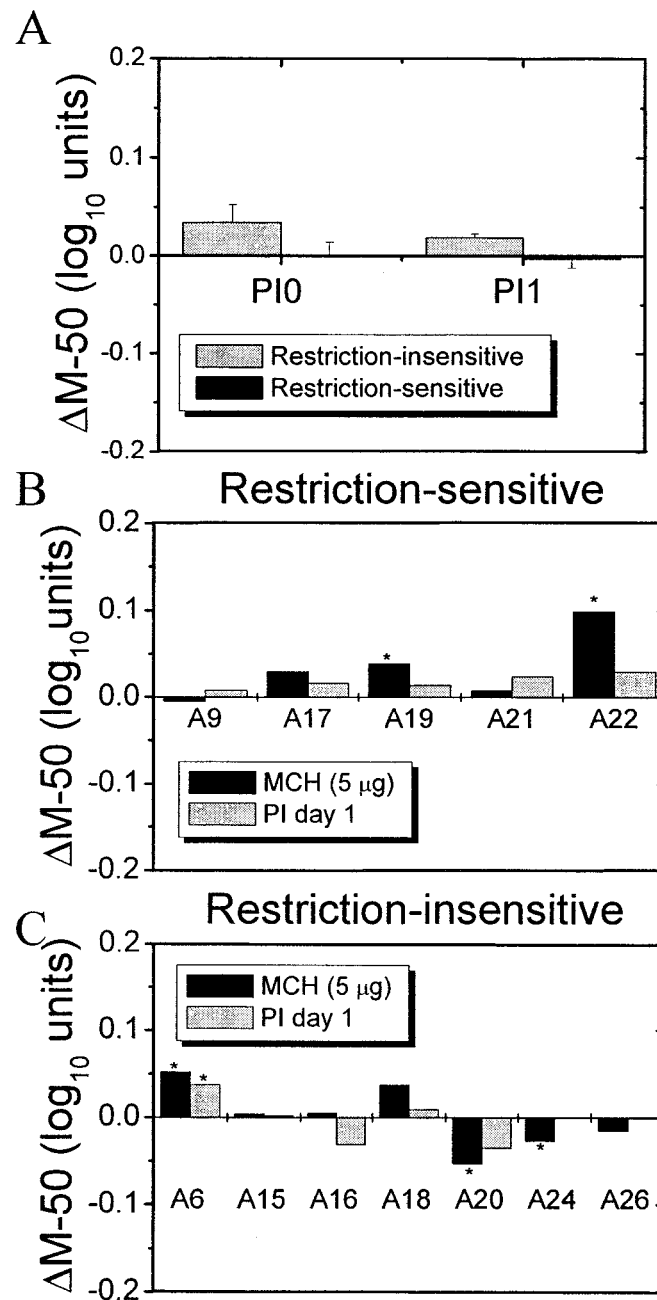 A
ΔM-50 (log10 units)
0.2
0.1
0.0
-0.1
-0.2
PI0 PI1
Restriction-insensitive
Restriction-sensitive
B
Restriction-sensitive
ΔM-50 (log10 units)
0.2
0.1
0.0
-0.1
-0.2
* *
A9 A17 A19 A21 A22
MCH (5 μg)
PI day 1
C
Restriction-insensitive
ΔM-50 (log10 units)
0.2
0.1
0.0
-0.1
-0.2
MCH (5 μg)
PI day 1
* * * *
A6 A15 A16 A18 A20 A24 A26